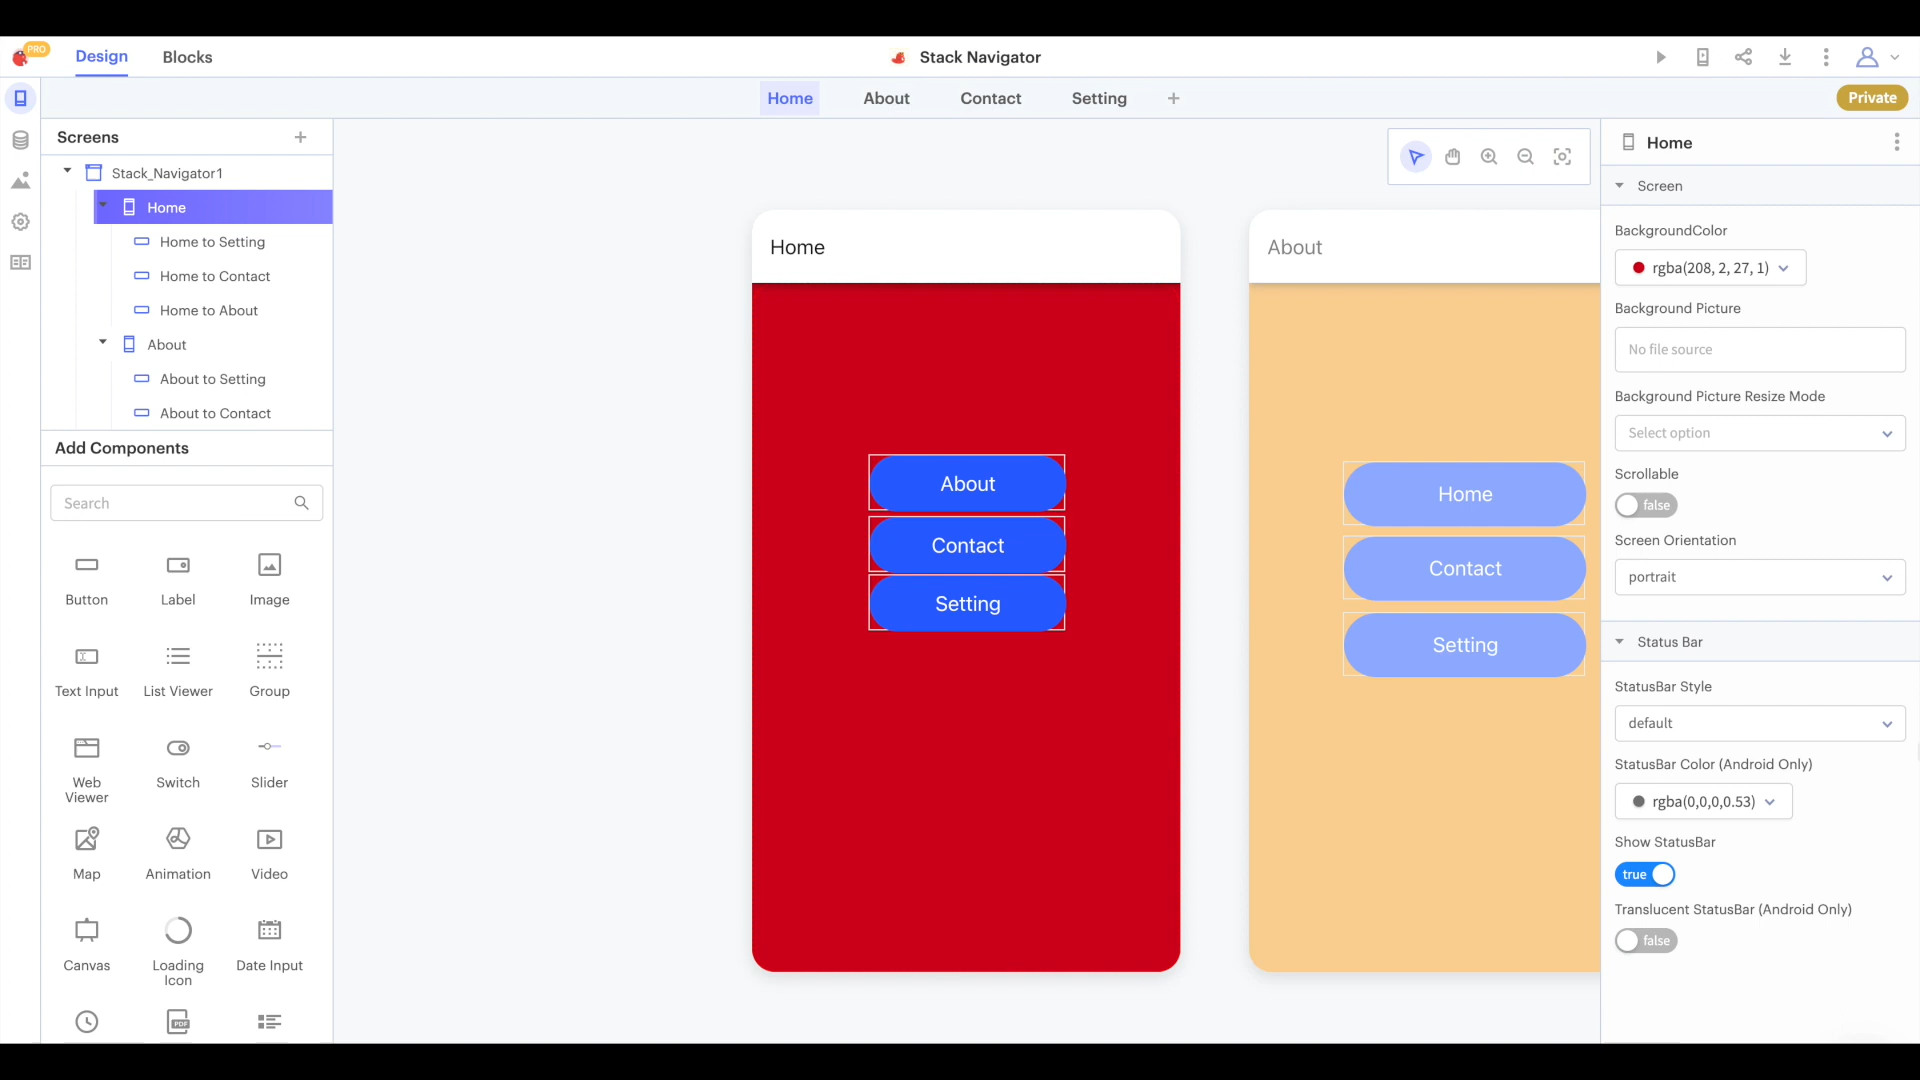 PRO
Design
Blocks
Stack Navigator
Home
About
Contact
Setting
Private
Screens
Stack_Navigator1
Home
Home to Setting
Home to Contact
Home to About
About
About to Setting
About to Contact
Add Components
Search
Button
Label
Image
Text Input
List Viewer
Group
Web
Viewer
Switch
Slider
Map
Animation
Video
Canvas
Loading
Icon
Date Input
PDF
Home
About
Contact
Setting
About
Home
Contact
Setting
Home
Screen
BackgroundColor
rgba(208, 2, 27, 1)
Background Picture
No file source
Background Picture Resize Mode
Select option
Scrollable
false
Screen Orientation
portrait
Status Bar
StatusBar Style
default
StatusBar Color (Android Only)
rgba(0,0,0,0.53)
Show StatusBar
true
Translucent StatusBar (Android Only)
false